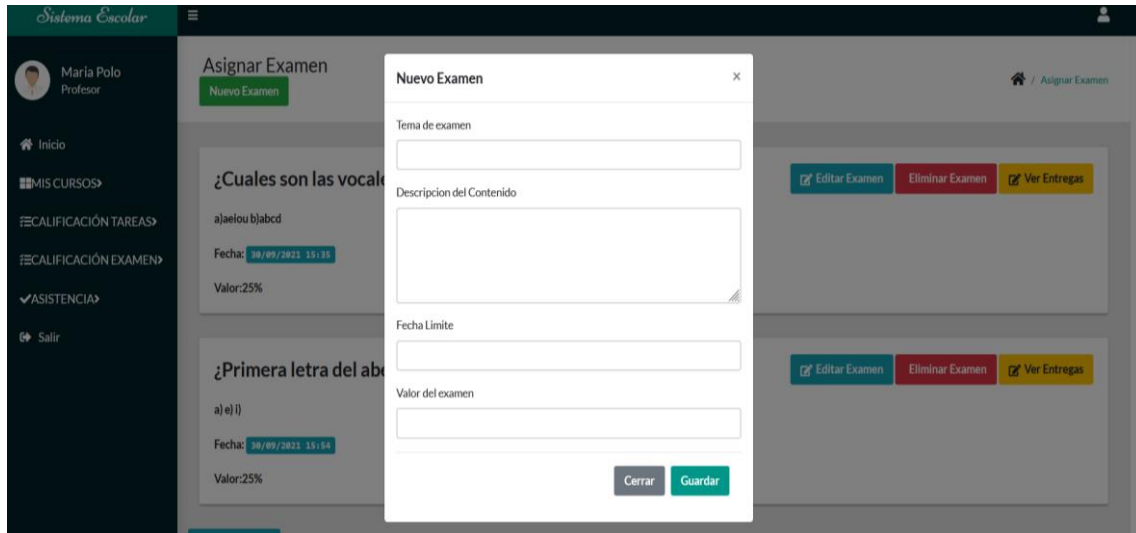 Sistema Escolar
Maria Polo
Profesor
Inicio
MIS CURSOS
CALIFICACIÓN TAREAS
CALIFICACIÓN EXAMEN
ASISTENCIA
Salir
Asignar Examen
Nuevo Examen
/ Asignar Examen
¿Cuales son las
Editar Examen
Eliminar Examen
Ver Entregas
a)aeiou b)abcd
Fecha: 30/09/2021 15:35
Valor:25%
¿Primera letra del
Editar Examen
Eliminar Examen
Ver Entregas
a) e) i)
Fecha: 30/09/2021 15:54
Valor:25%
Nuevo Examen
×
Tema de examen
Descripcion del Contenido
Fecha Limite
Valor del examen
Cerrar
Guardar